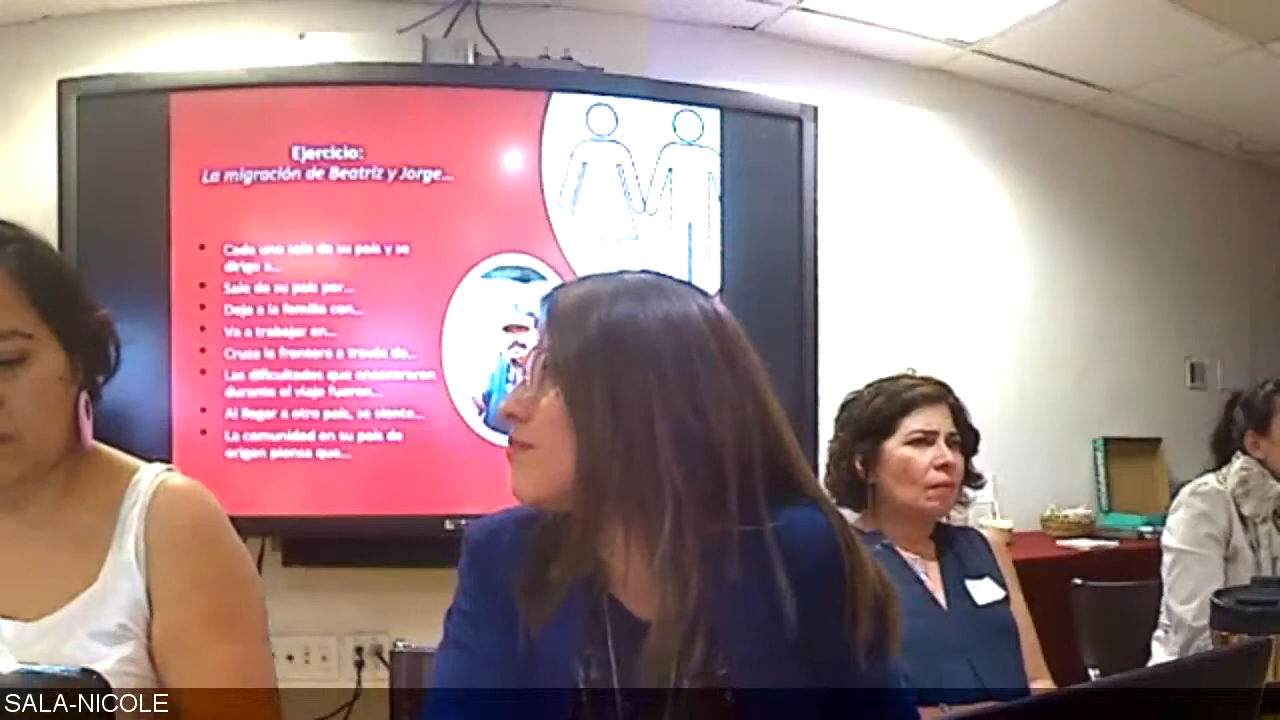 Ejercicio:
La migración de Beatriz y Jorge...
Cada uno sale de su país y se
dirige a...
Sale de su país por...
Deja a la familia con...
Va a trabajar en...
Cruza la frontera a través de...
Las dificultades que encontraron
durante el viaje fueron...
Al llegar a otro país, se siente...
La comunidad en su país de
origen piensa que...
SALA-NICOLE